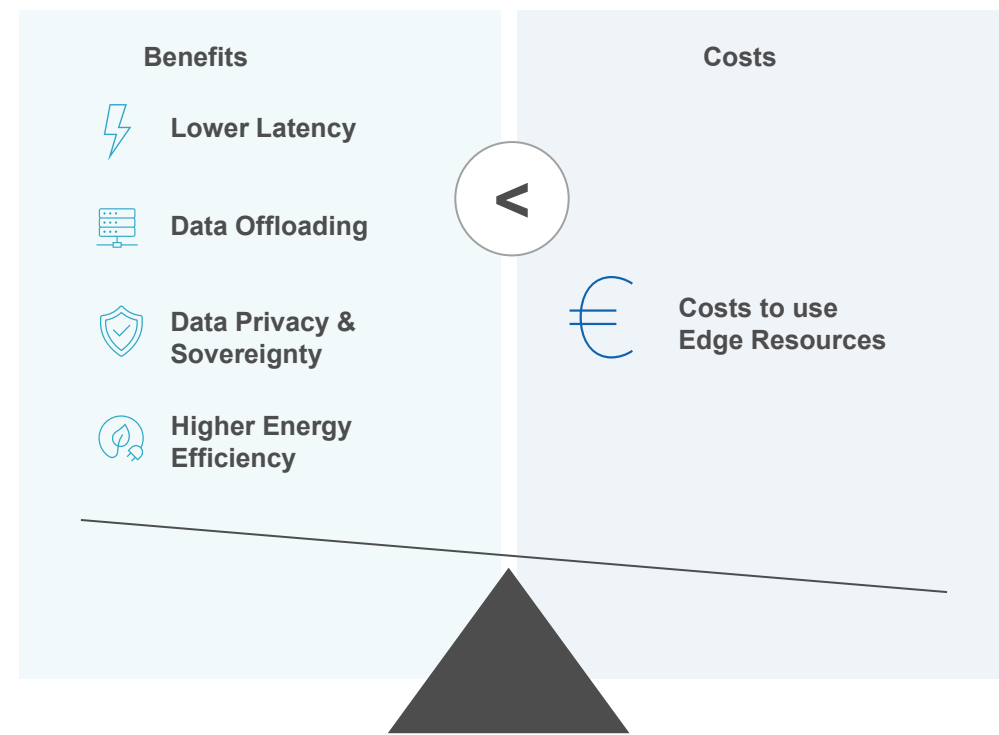 Benefits
Lower Latency
Data Offloading
Data Privacy &
Sovereignty
Higher Energy
Efficiency
<
Costs
€
Costs to use
Edge Resources